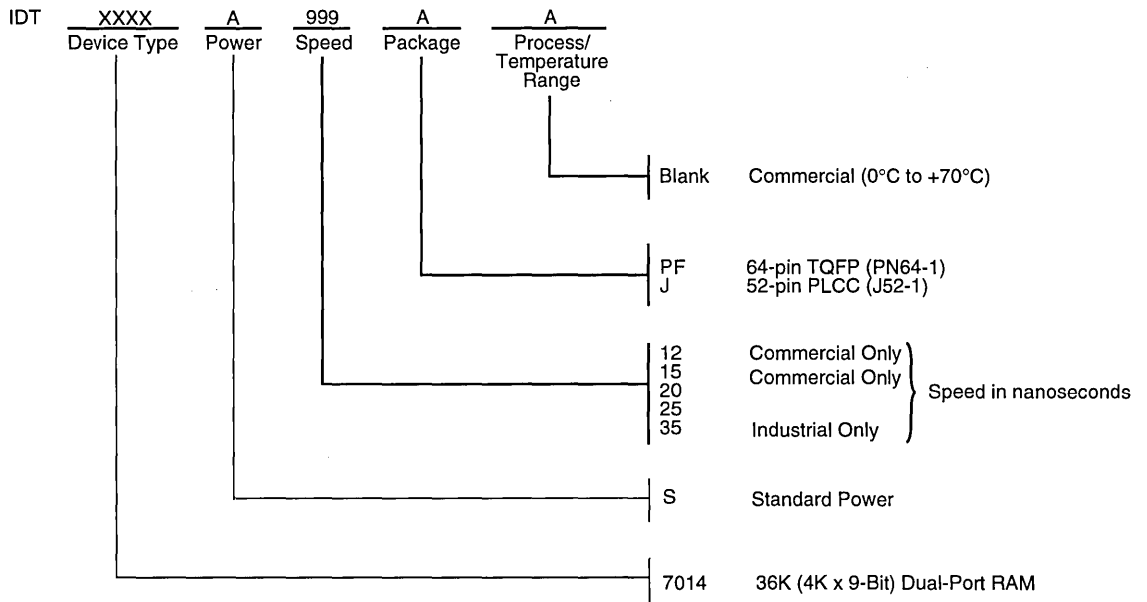 IDT XXXX A 999 A A
Device Type Power Speed Package Process/
Temperature
Range
Blank Commercial (0°C to +70°C)
PF 64-pin TQFP (PN64-1)
J 52-pin PLCC (J52-1)
12 Commercial Only
15 Commercial Only
20
25
35 Industrial Only
Speed in nanoseconds
S Standard Power
7014 36K (4K x 9-Bit) Dual-Port RAM